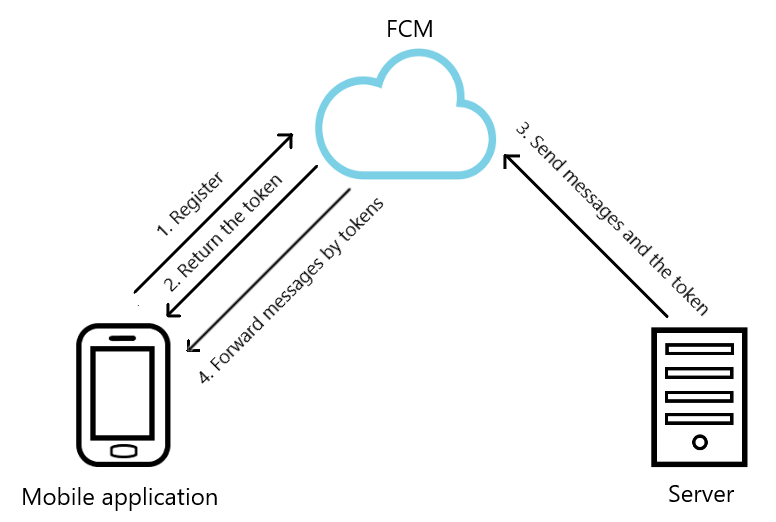 FCM
1. Register
2. Return the token
3. Send messages and the token
4. Forward messages by tokens
Mobile application
Server